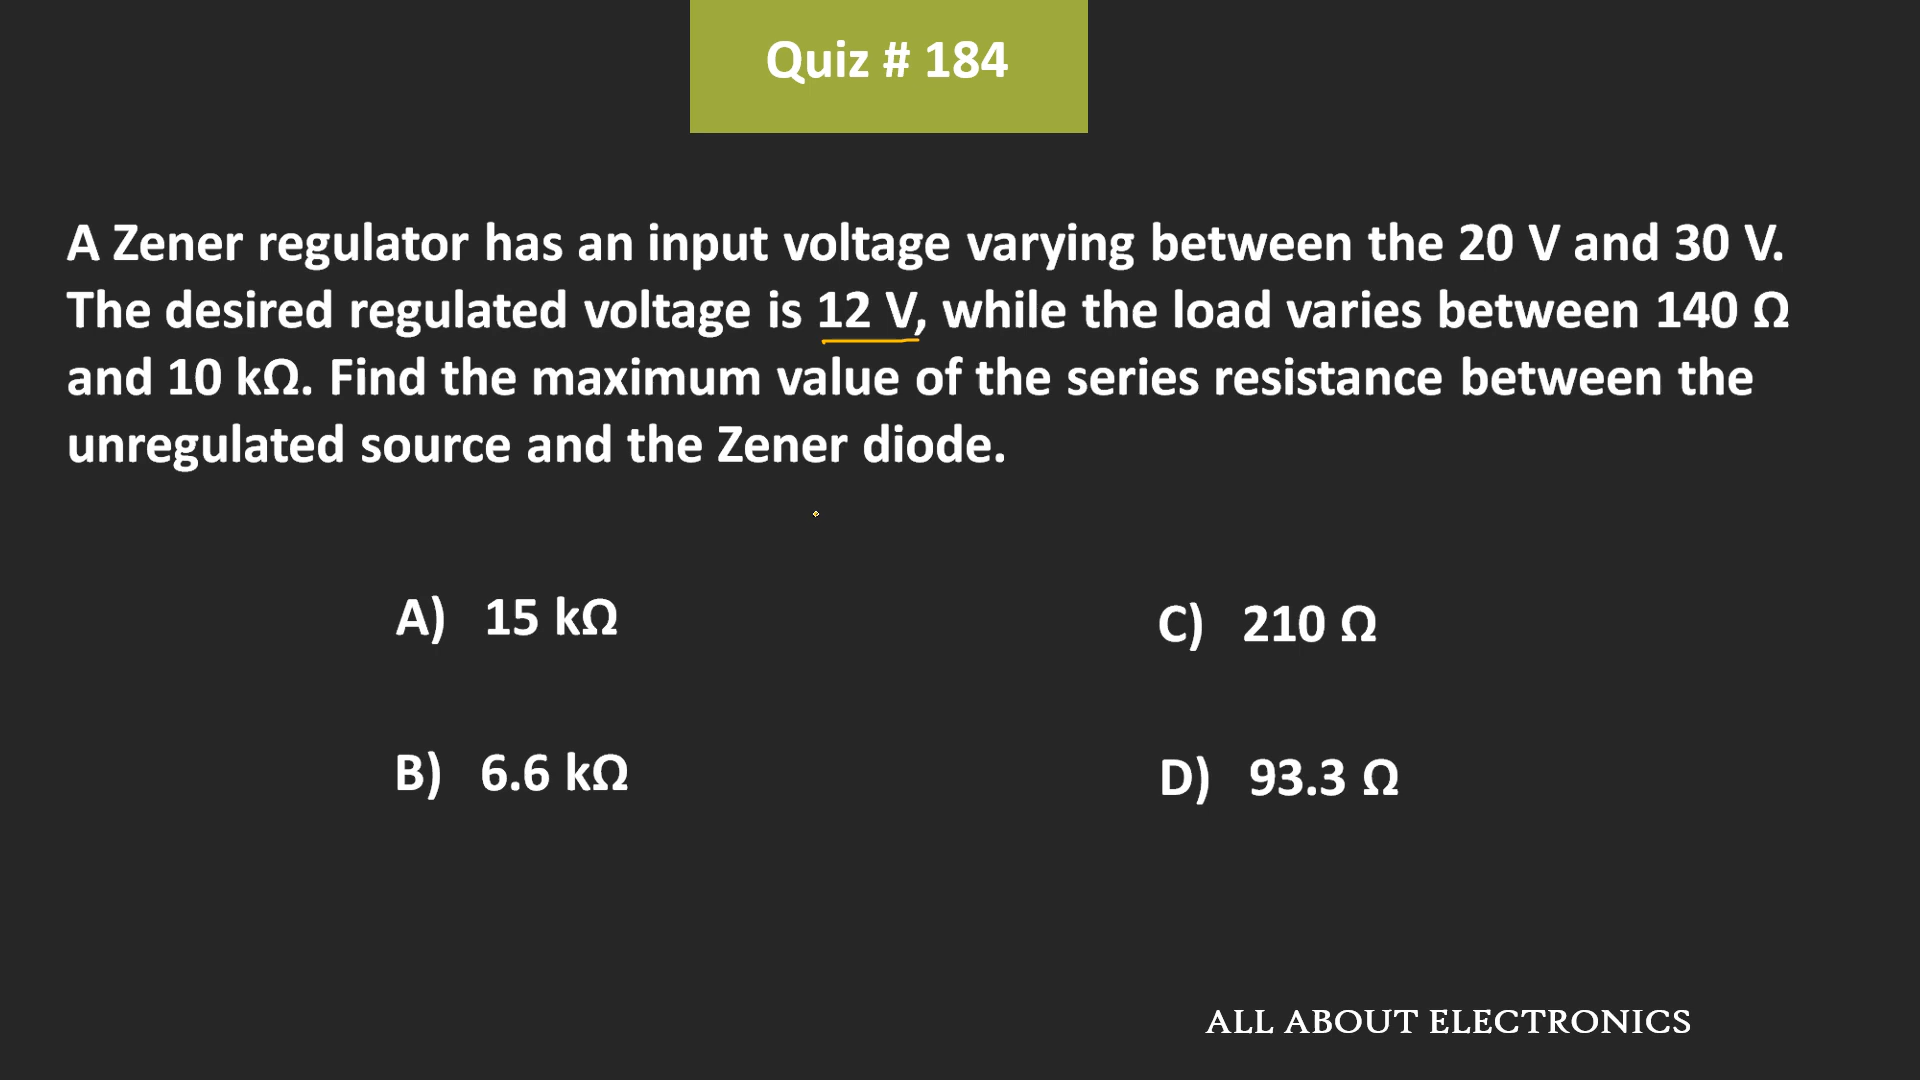 Quiz # 184
A Zener regulator has an input voltage varying between the 20 V and 30 V.
The desired regulated voltage is 12 V, while the load varies between 140 Ω
and 10 kΩ. Find the maximum value of the series resistance between the
unregulated source and the Zener diode.
A) 15 kΩ
C) 210 Ω
B) 6.6 kΩ
D) 93.3 Ω
ALL ABOUT ELECTRONICS